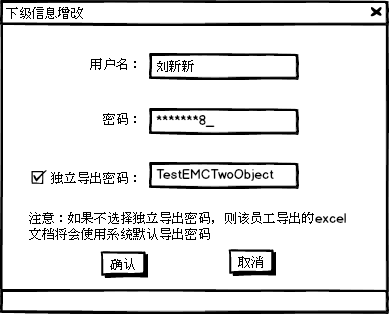 下级信息增改
用户名：刘新新
密码：*******8_
独立导出密码：TestEMCTwoObject
注意：如果不选择独立导出密码，则该员工导出的excel
文档将会使用系统默认导出密码
确认 取消